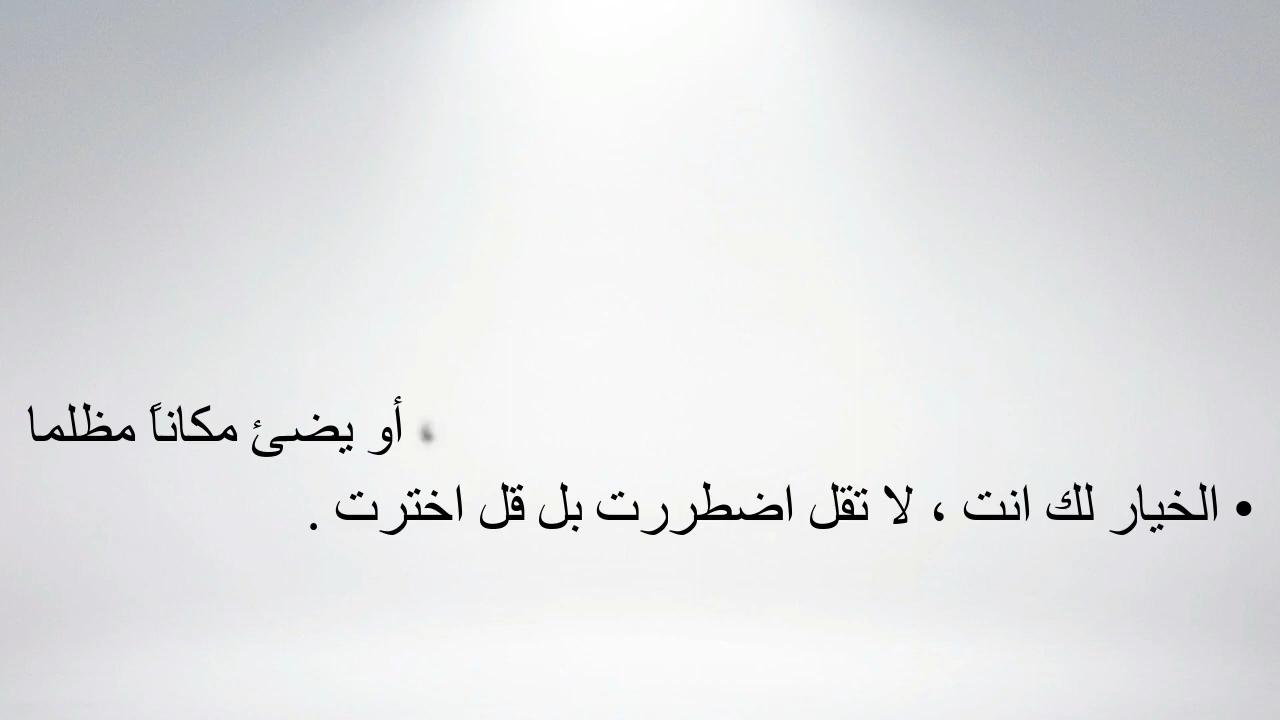 ، أو يضئ مكاناً مظلما
• الخيار لك انت ، لا تقل اضطررت بل قل اخترت .